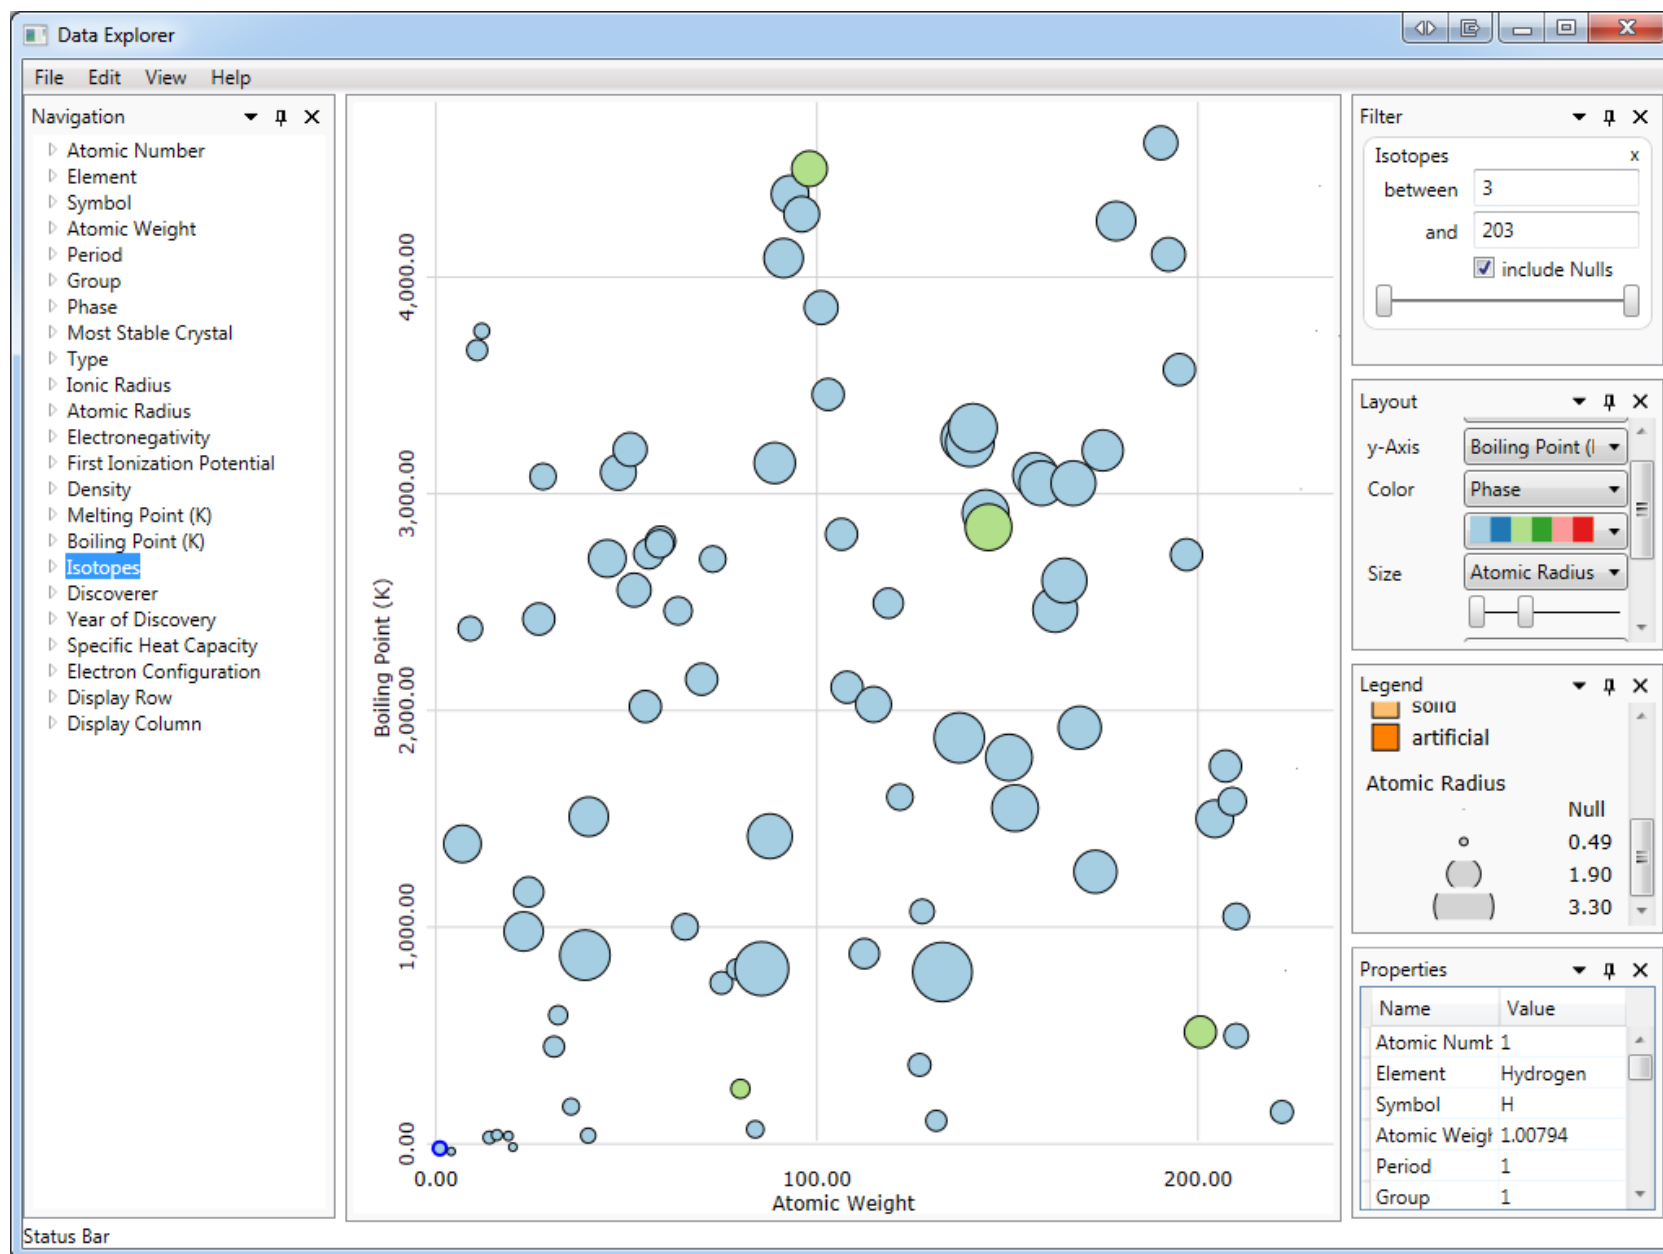 Data Explorer
File Edit View Help
Navigation
Atomic Number
Element
Symbol
Atomic Weight
Period
Group
Phase
Most Stable Crystal
Type
Ionic Radius
Atomic Radius
Electronegativity
First Ionization Potential
Density
Melting Point (K)
Boiling Point (K)
Isotopes
Discoverer
Year of Discovery
Specific Heat Capacity
Electron Configuration
Display Row
Display Column
Boiling Point (K)
4,000.00
3,000.00
2,000.00
1,000.00
0.00
0.00 100.00 200.00
Atomic Weight
Filter
Isotopes x
between 3
and 203
include Nulls
Layout
y-Axis Boiling Point (
Color Phase
Size Atomic Radius
Legend
solid
artificial
Atomic Radius
Null
0.49
1.90
3.30
Properties
Name Value
Atomic Numb 1
Element Hydrogen
Symbol H
Atomic Weigh 1.00794
Period 1
Group 1
Status Bar